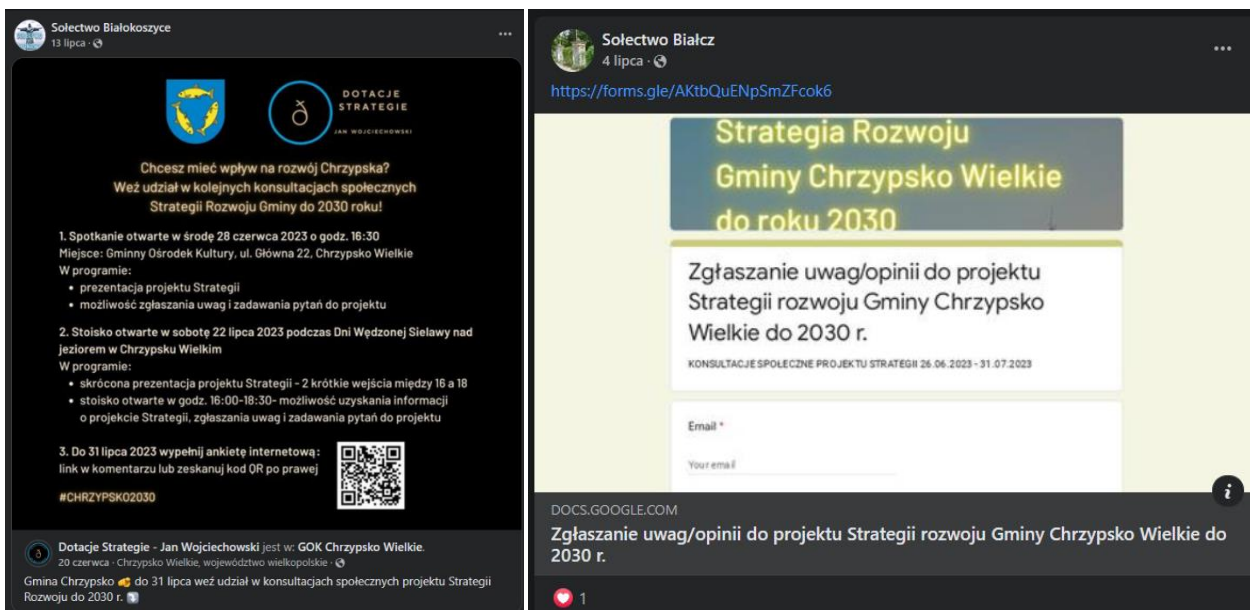 Sołectwo Białokoszyce
13 lipca
DOTACJE
STRATEGIE
JAN WOJCIECHOWSKI
Chcesz mieć wpływ na rozwój Chrzypska?
Weź udział w kolejnych konsultacjach społecznych
Strategii Rozwoju Gminy do 2030 roku!
1. Spotkanie otwarte w środę 28 czerwca 2023 o godz. 16:30
Miejsce: Gminny Ośrodek Kultury, ul. Główna 22, Chrzypsko Wielkie
W programie:
• prezentacja projektu Strategii
• możliwość zgłaszania uwag i zadawania pytań do projektu
2. Stoisko otwarte w sobotę 22 lipca 2023 podczas Dni Wędzonej Sielawy nad
jeziorem w Chrzypsku Wielkim
W programie:
• skrócona prezentacja projektu Strategii - 2 krótkie wejścia między 16 a 18
• stoisko otwarte w godz. 16:00-18:30- możliwość uzyskania informacji
o projekcie Strategii, zgłaszania uwag i zadawania pytań do projektu
3. Do 31 lipca 2023 wypełnij ankietę internetową:
link w komentarzu lub zeskanuj kod QR po prawej
#CHRZYPSKO2030
Dotacje Strategie - Jan Wojciechowski jest w: GOK Chrzypsko Wielkie.
20 czerwca · Chrzypsko Wielkie, województwo wielkopolskie
Gmina Chrzypsko do 31 lipca weź udział w konsultacjach społecznych projektu Strategii
Rozwoju do 2030 r.
Sołectwo Białcz
4 lipca
https://forms.gle/AKtbQuENpSmZFcok6
Strategia Rozwoju
Gminy Chrzypsko Wielkie
do roku 2030
Zgłaszanie uwag/opinii do projektu
Strategii rozwoju Gminy Chrzypsko
Wielkie do 2030 r.
KONSULTACJE SPOŁECZNE PROJEKTU STRATEGII 26.06.2023 - 31.07.2023
Email *
Your email
DOCS.GOOGLE.COM
Zgłaszanie uwag/opinii do projektu Strategii rozwoju Gminy Chrzypsko Wielkie do
2030 r.
1